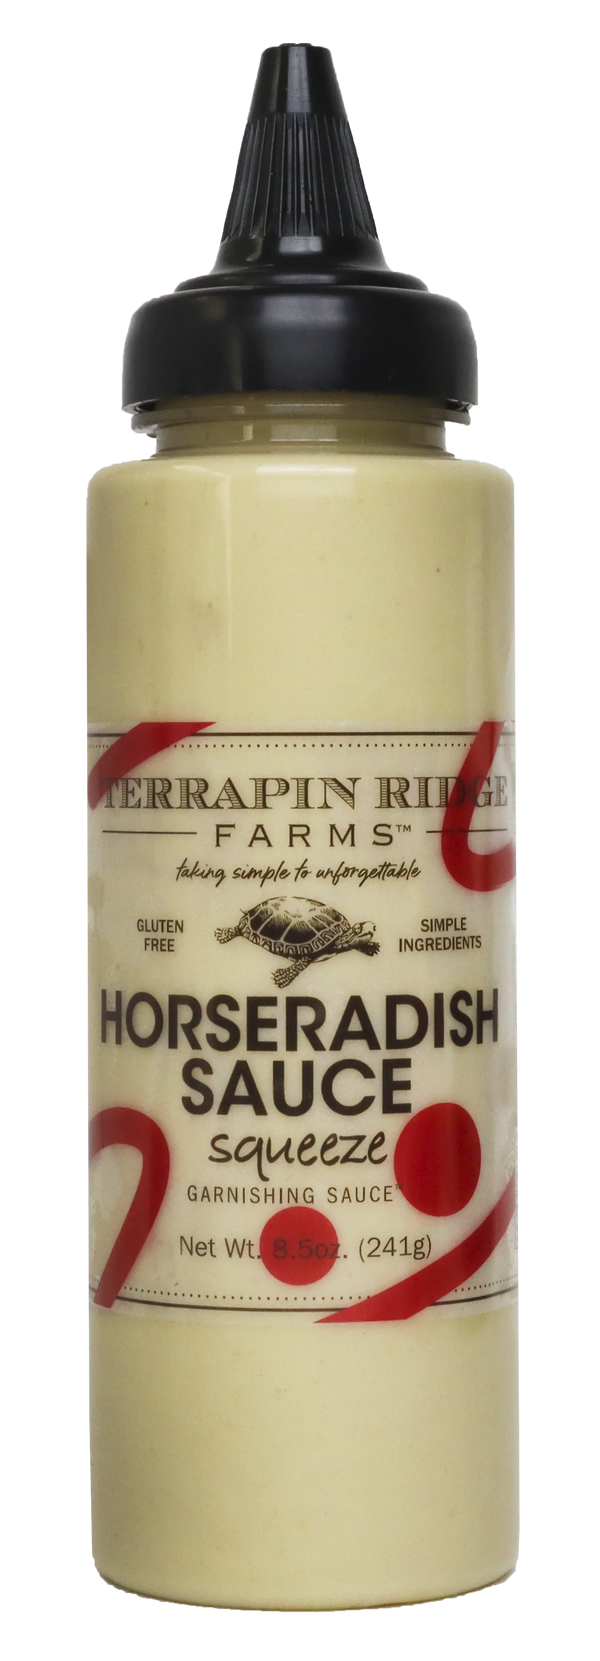 TERRAPIN RIDGE
FARMS™
taking simple to unforgettable
GLUTEN
FREE
SIMPLE
INGREDIENTS
HORSERADISH
SAUCE
squeeze
GARNISHING SAUCE™
Net Wt. 8.5oz. (241g)